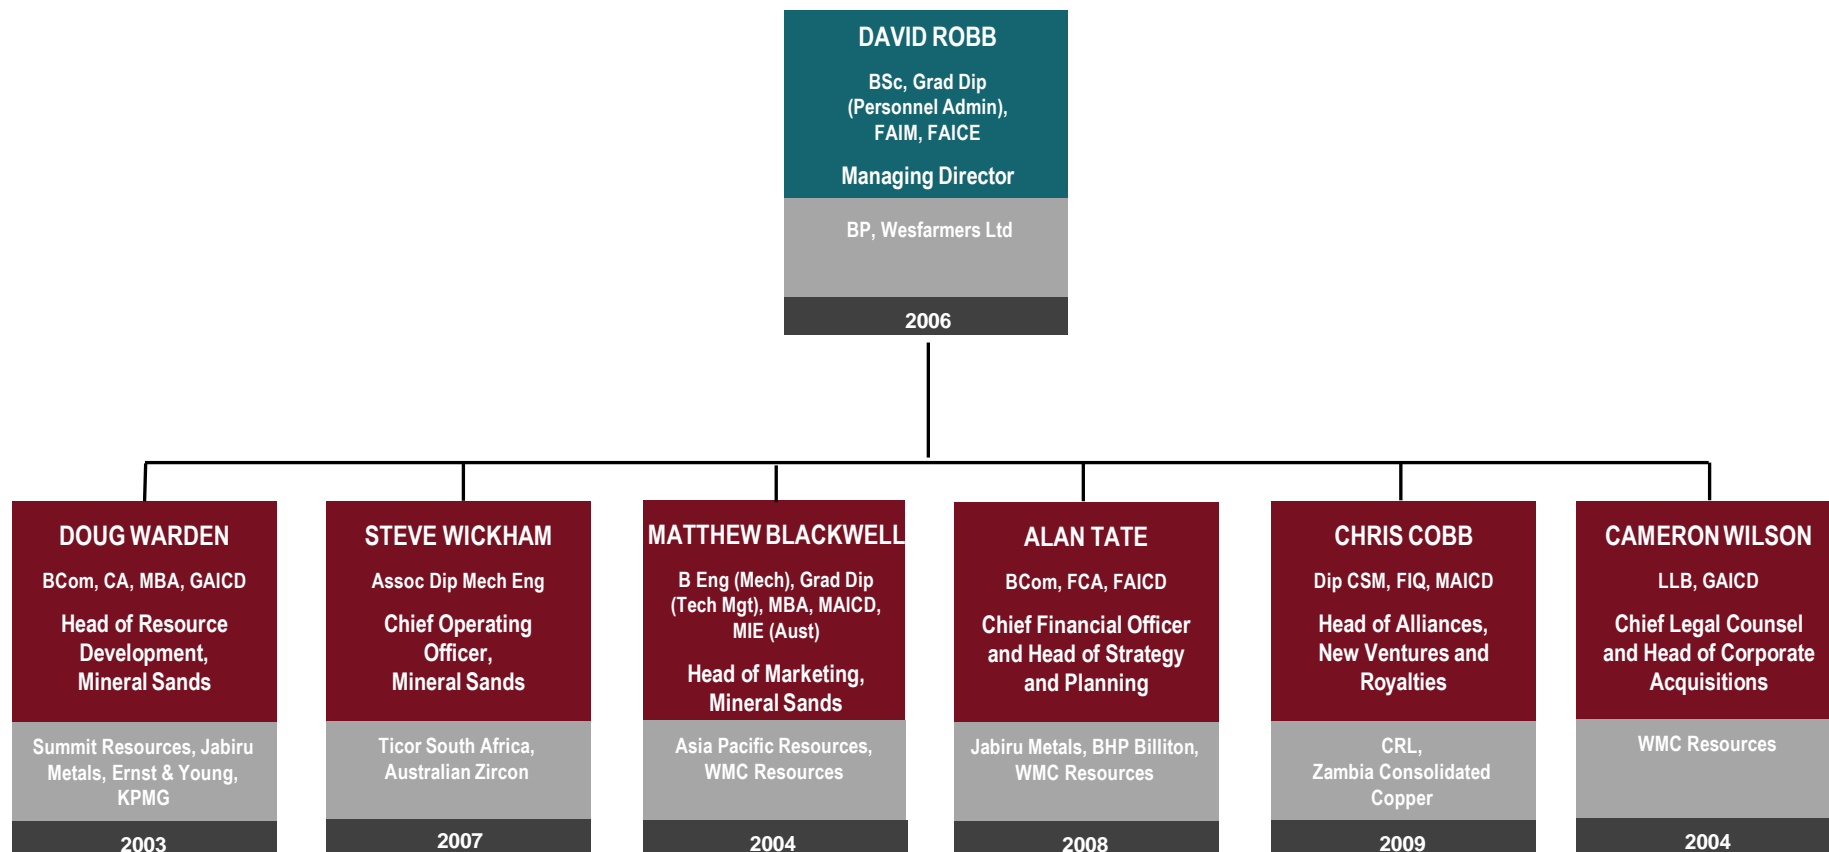 DAVID ROBB
BSc, Grad Dip
(Personnel Admin),
FAIM, FAICE
Managing Director
BP, Wesfarmers Ltd
2006
DOUG WARDEN
BCom, CA, MBA, GAICD
Head of Resource
Development,
Mineral Sands
Summit Resources, Jabiru
Metals, Ernst & Young,
KPMG
2003
STEVE WICKHAM
Assoc Dip Mech Eng
Chief Operating
Officer,
Mineral Sands
Ticor South Africa,
Australian Zircon
2007
MATTHEW BLACKWELL
B Eng (Mech), Grad Dip
(Tech Mgt), MBA, MAICD,
MIE (Aust)
Head of Marketing,
Mineral Sands
Asia Pacific Resources,
WMC Resources
2004
ALAN TATE
BCom, FCA, FAICD
Chief Financial Officer
and Head of Strategy
and Planning
Jabiru Metals, BHP Billiton,
WMC Resources
2008
CHRIS COBB
Dip CSM, FIQ, MAICD
Head of Alliances,
New Ventures and
Royalties
CRL,
Zambia Consolidated
Copper
2009
CAMERON WILSON
LLB, GAICD
Chief Legal Counsel
and Head of Corporate
Acquisitions
WMC Resources
2004